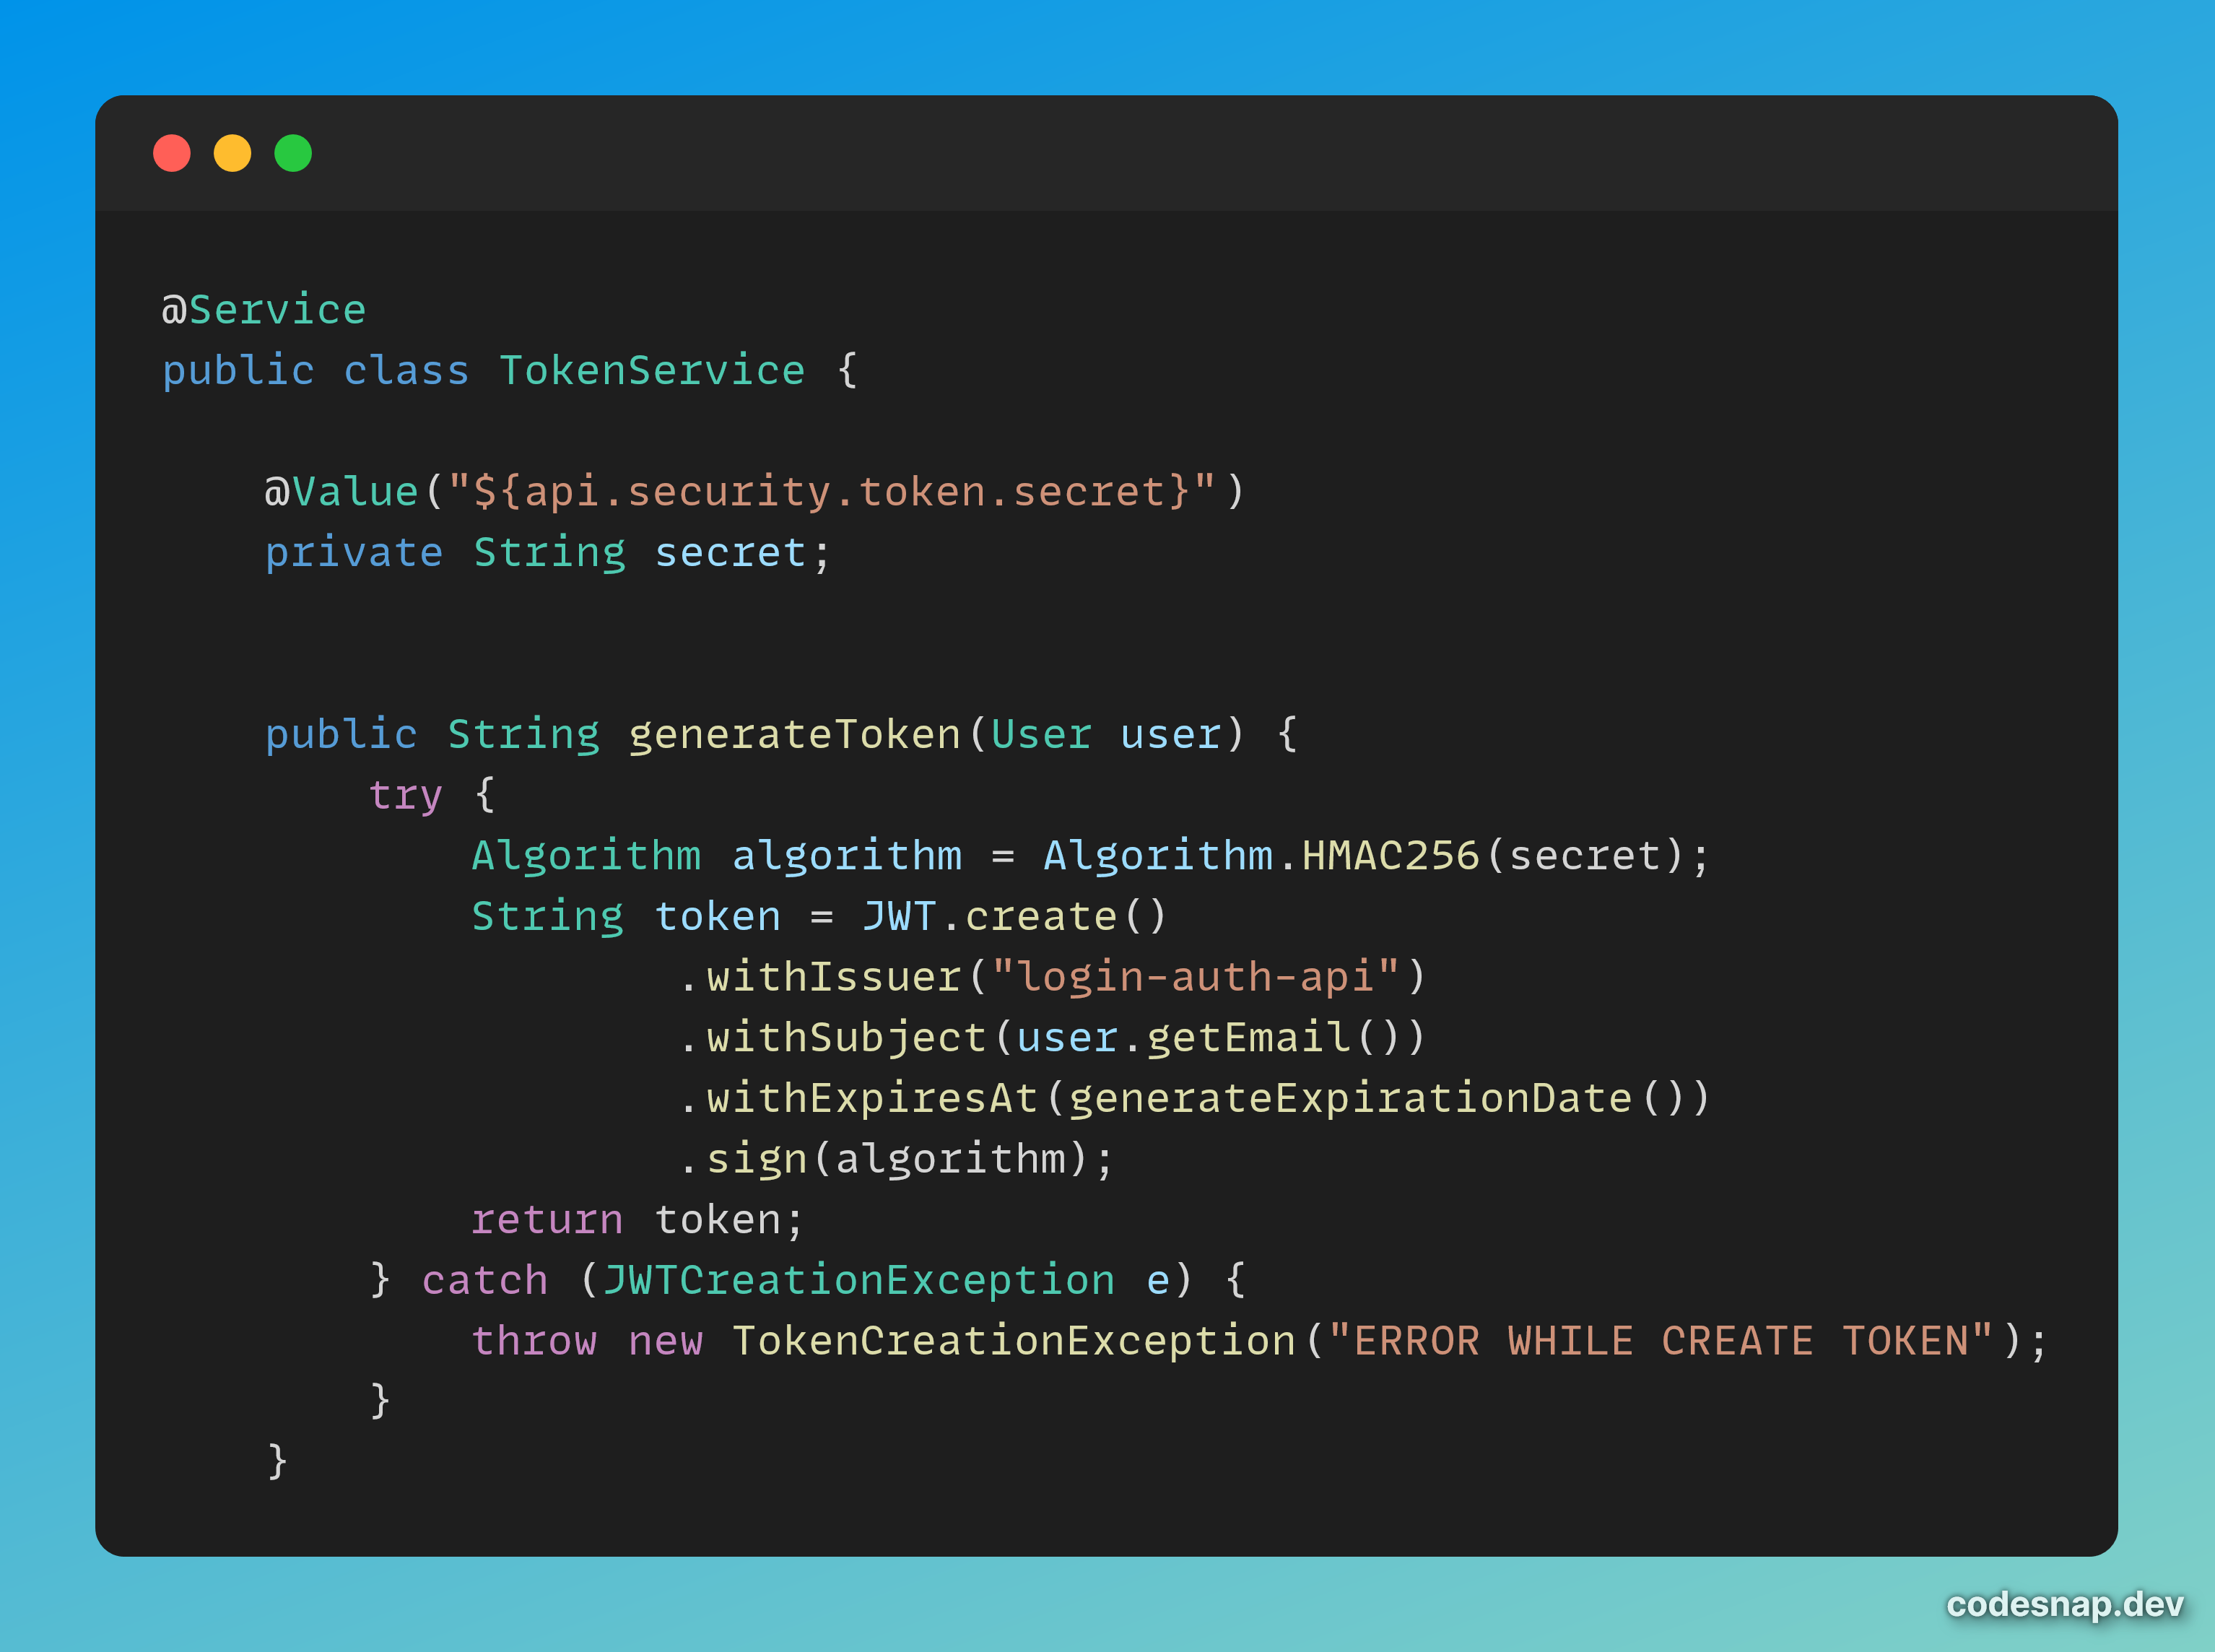 @Service
public class TokenService {
    @Value("${api.security.token.secret}")
    private String secret;
    public String generateToken(User user) {
        try {
            Algorithm algorithm = Algorithm.HMAC256(secret);
            String token = JWT.create()
                    .withIssuer("login-auth-api")
                    .withSubject(user.getEmail())
                    .withExpiresAt(generateExpirationDate())
                    .sign(algorithm);
            return token;
        } catch (JWTCreationException e) {
            throw new TokenCreationException("ERROR WHILE CREATE TOKEN");
        }
    }
codesnap.dev